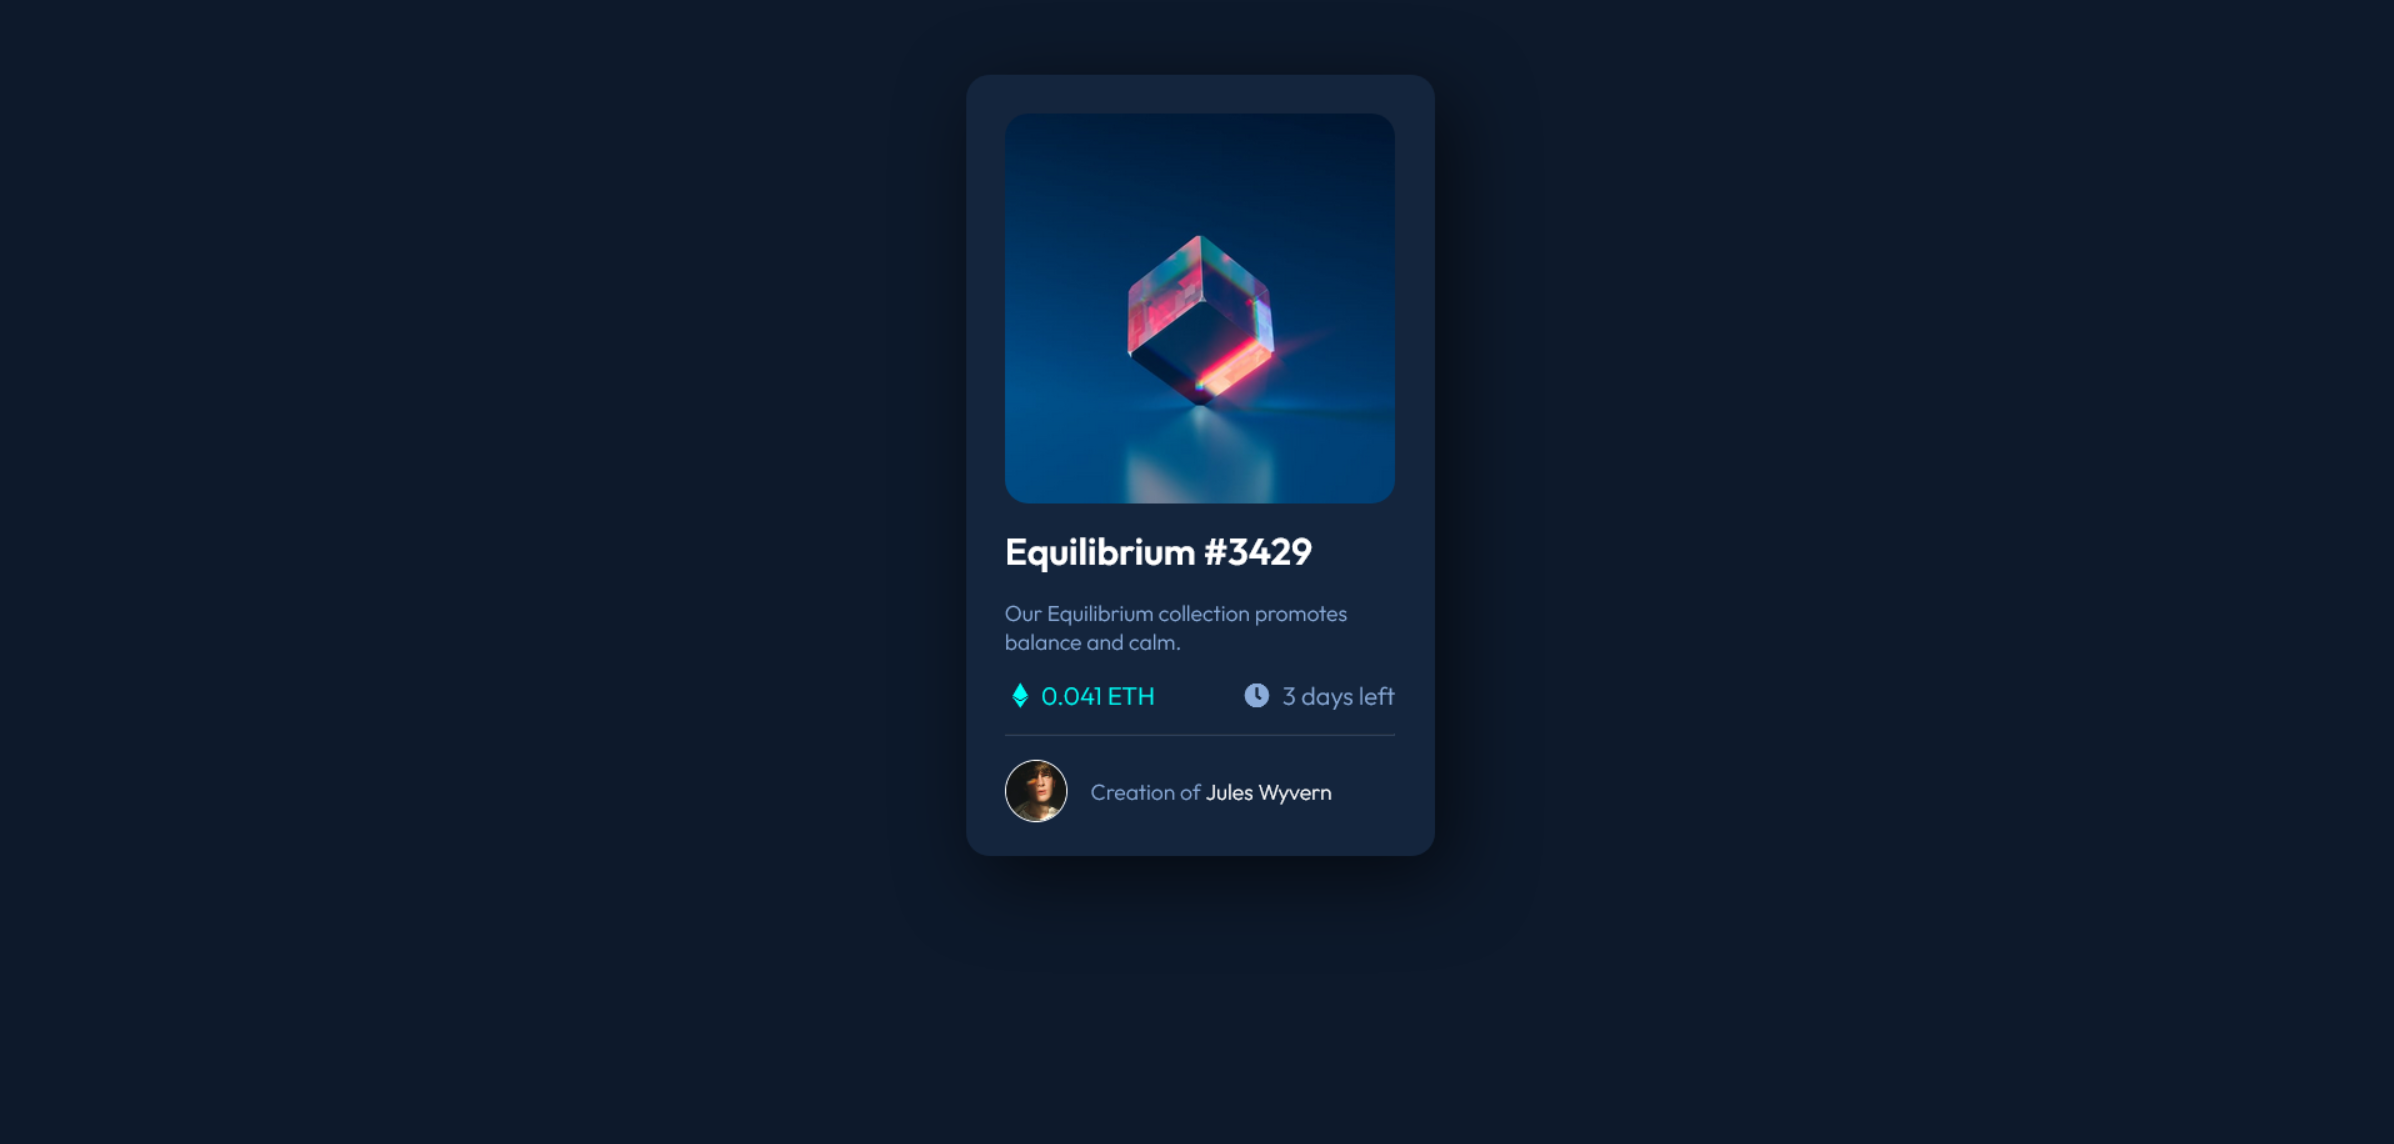 Equilibrium #3429
Our Equilibrium collection promotes
balance and calm.
0.041 ETH 3 days left
Creation of Jules Wyvern